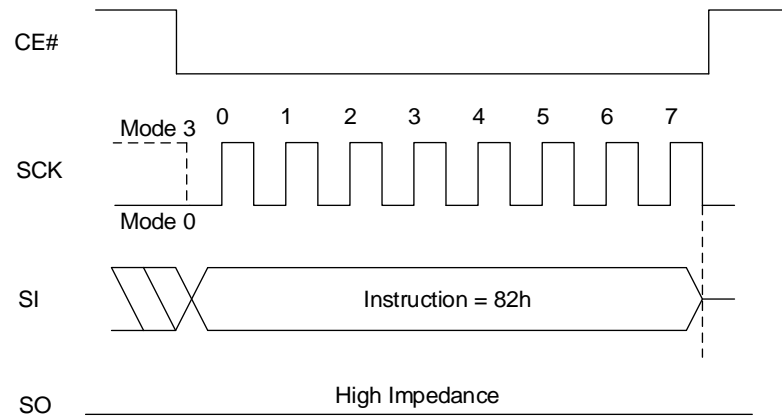 CE#
0 1 2 3 4 5 6 7
Mode 3
SCK
Mode 0
SI
Instruction = 82h
High Impedance
SO